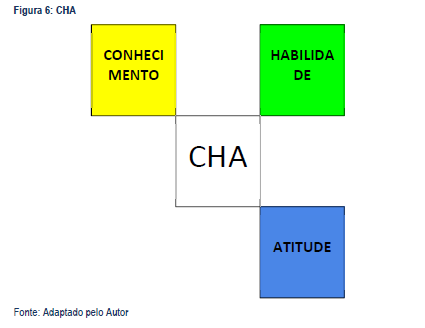 Figura 6: CHA
CONHECI
MENTO
HABILIDA
DE
CHA
ATITUDE
Fonte: Adaptado pelo Autor